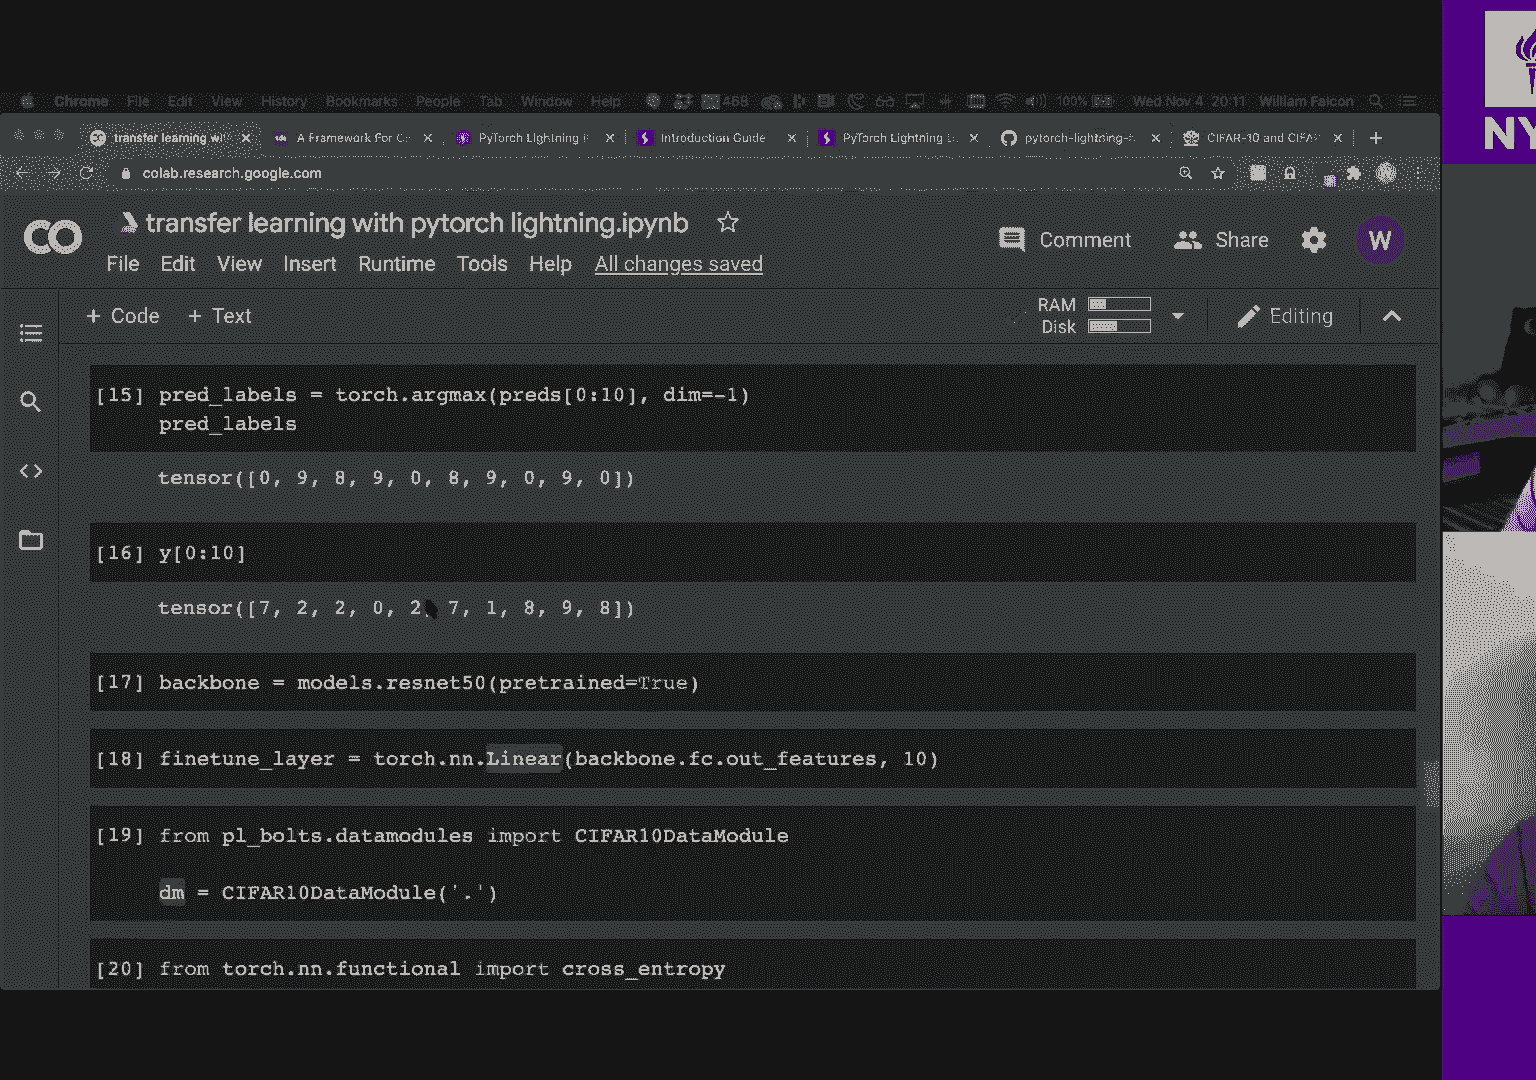 Chrome File Edit View History Bookmarks People Tab Window Help 468 100% Wed Nov 4 20:11 William Falcon
transfer learning wi A Framework For C PyTorch Lightning Introduction Guide PyTorch Lightning pytorch-lightning- CIFAR-10 and CIFA
colab.research.google.com
CO transfer learning with pytorch lightning.ipynb
Comment Share W
File Edit View Insert Runtime Tools Help All changes saved
+ Code + Text RAM Disk Editing
[15] pred_labels = torch.argmax(preds[0:10], dim=-1)
pred_labels
tensor([0, 9, 8, 9, 0, 8, 9, 0, 9, 0])
[16] y[0:10]
tensor([7, 2, 2, 0, 2, 7, 1, 8, 9, 8])
[17] backbone = models.resnet50(pretrained=True)
[18] finetune_layer = torch.nn.Linear(backbone.fc.out_features, 10)
[19] from pl_bolts.datamodules import CIFAR10DataModule
dm = CIFAR10DataModule('.')
[20] from torch.nn.functional import cross_entropy
NY